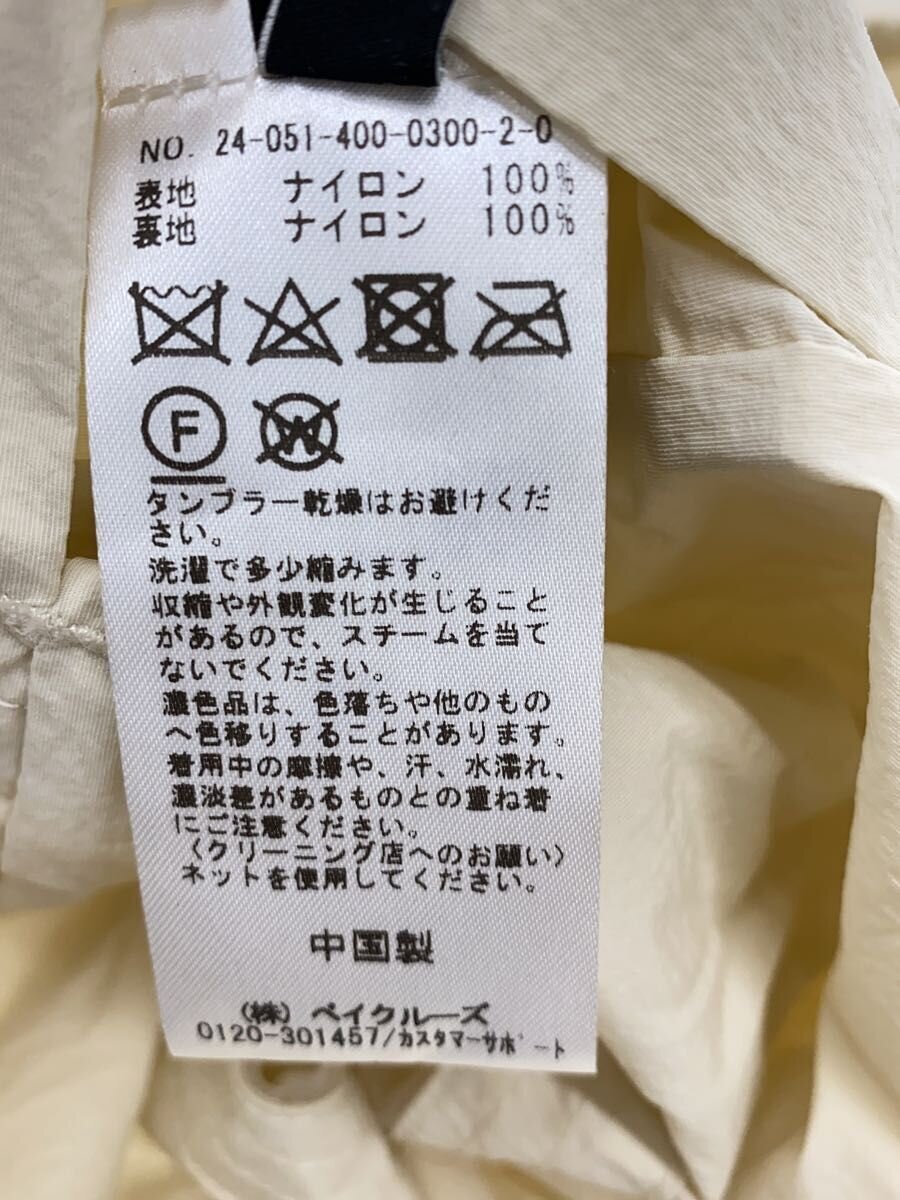 NO. 24-051-400-0300-2-0
表地 ナイロン 100%
裏地 ナイロン 100%
F
W
タンブラー乾燥はお避けくだ
さい。
洗濯で多少縮みます。
収縮や外観変化が生じること
があるので、スチームを当て
ないでください。
濃色品は、色落ちや他のもの
へ色移りすることがあります。
着用中の摩擦や、汗、水濡れ、
濃淡差があるものとの重ね着
にご注意ください。
〈クリーニング店へのお願い〉
ネットを使用してください。
中国製
(株) ベイクルーズ
0120-301457/カスタマーサポート